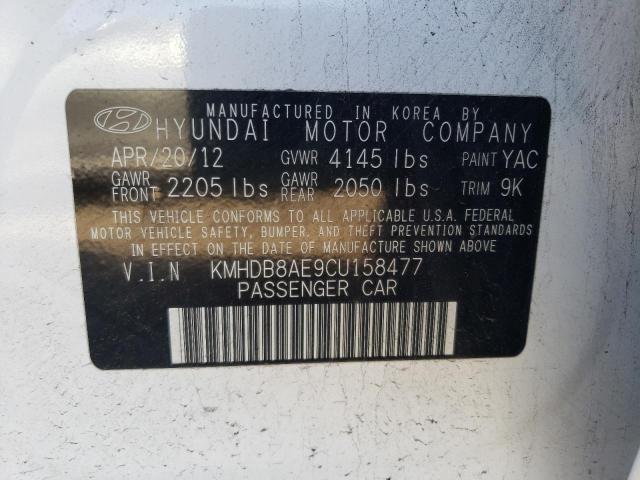 MANUFACTURED IN KOREA BY
HYUNDAI MOTOR COMPANY
APR/20/12 GVWR 4145 lbs PAINT YAC
GAWR FRONT 2205 lbs GAWR REAR 2050 lbs TRIM 9K
THIS VEHICLE CONFORMS TO ALL APPLICABLE U.S.A. FEDERAL
MOTOR VEHICLE SAFETY, BUMPER, AND THEFT PREVENTION STANDARDS
IN EFFECT ON THE DATE OF MANUFACTURE SHOWN ABOVE
V.I.N KMHDB8AE9CU158477
PASSENGER CAR